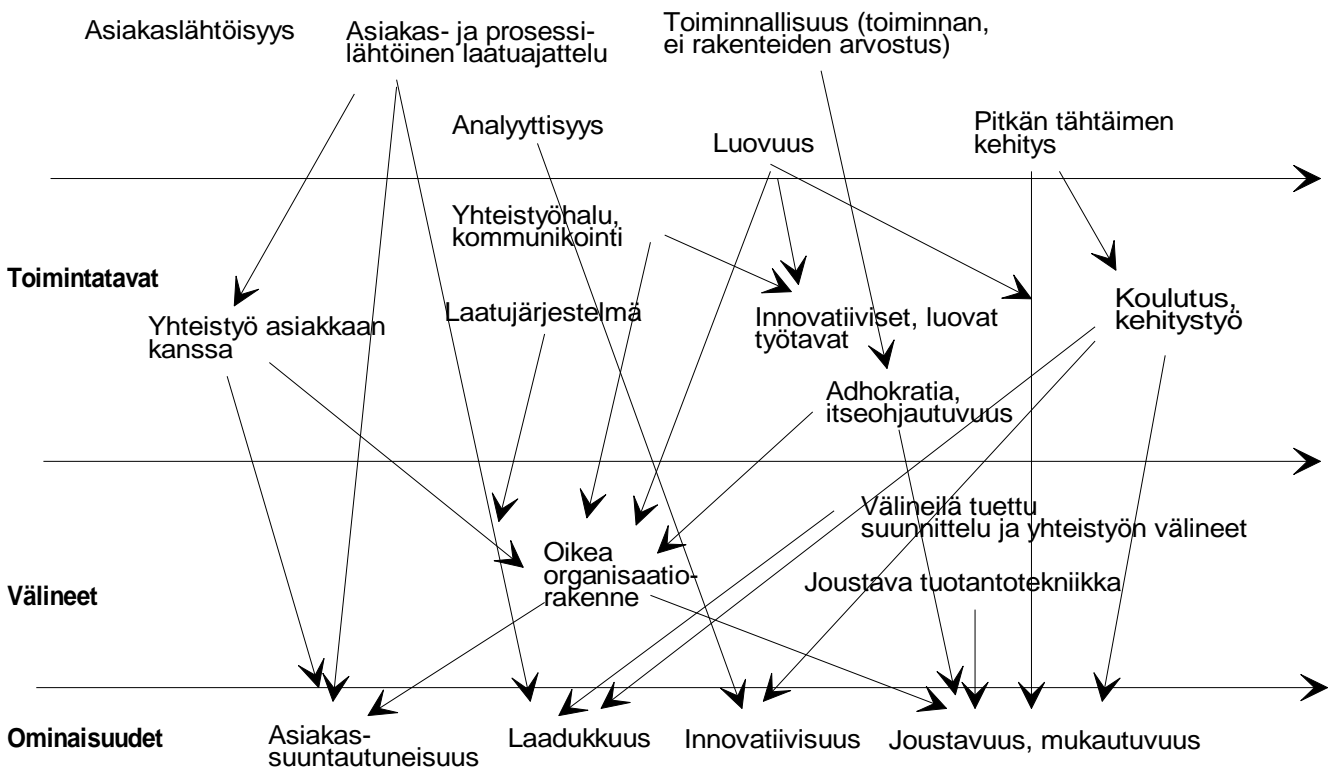 Asiakaslähtöisyys
Asiakas- ja prosessi-
lähtöinen laatuajattelu
Toiminnallisuus (toiminnan,
ei rakenteiden arvostus)
Analyyttisyys
Luovuus
Pitkän tähtäimen
kehitys
Yhteistyöhalu,
kommunikointi
Toimintatavat
Yhteistyö asiakkaan
kanssa
Laatujärjestelmä
Innovatiiviset, luovat
työtavat
Koulutus,
kehitystyö
Adhokratia,
itseohjautuvuus
Välineilä tuettu
suunnittelu ja yhteistyön välineet
Oikea
organisaatio-
rakenne
Joustava tuotantotekniikka
Välineet
Ominaisuudet
Asiakas-
suuntautuneisuus
Laadukkuus
Innovatiivisuus
Joustavuus, mukautuvuus